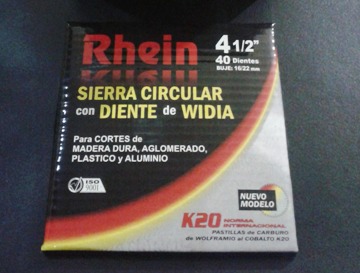 Rhein
4 1/2"
40 Dientes
BUJE: 16/22 mm
SIERRA CIRCULAR
con DIENTE de WIDIA
Para CORTES de
MADERA DURA, AGLOMERADO,
PLASTICO y ALUMINIO
ISO
9001
NUEVO
MODELO
K20 NORMA
INTERNACIONAL
PASTILLAS de CARBURO
de WOLFRAMIO al COBALTO K20